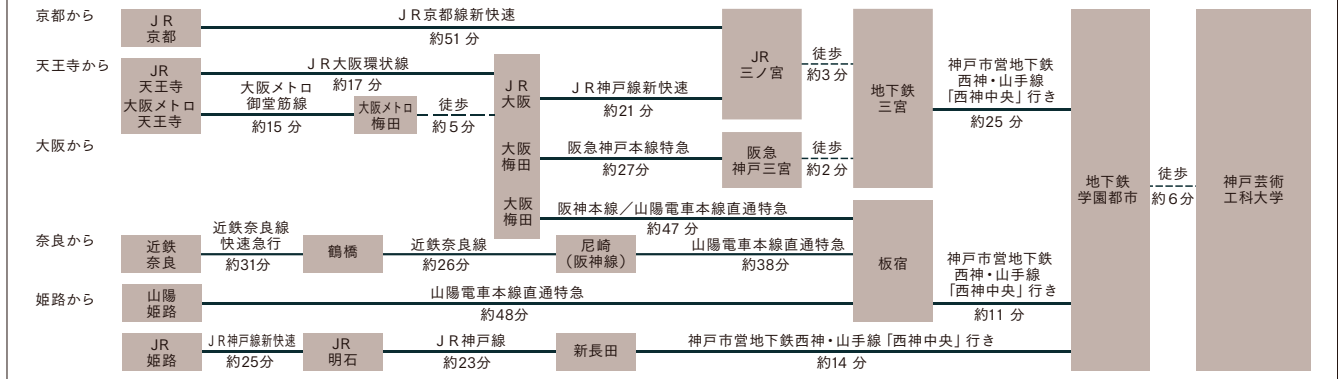 京都から
JR
京都
JR京都線新快速
約51 分
JR
三ノ宮
徒歩
約3 分
地下鉄
三宮
神戸市営地下鉄
西神・山手線
「西神中央」行き
約25 分
地下鉄
学園都市
徒歩
約6分
神戸芸術
工科大学
天王寺から
JR
天王寺
大阪メトロ
天王寺
JR大阪環状線
約17 分
大阪メトロ
御堂筋線
約15 分
大阪メトロ
梅田
徒歩
約 5 分
JR
大阪
JR神戸線新快速
約21 分
大阪から
大阪
梅田
阪急神戸本線特急
約27分
阪急
神戸三宮
徒歩
約2 分
大阪
梅田
阪神本線／山陽電車本線直通特急
約47 分
奈良から
近鉄
奈良
近鉄奈良線
快速急行
約31分
鶴橋
近鉄奈良線
約26分
尼崎
（阪神線）
山陽電車本線直通特急
約38分
板宿
神戸市営地下鉄
西神・山手線
「西神中央」行き
約11 分
姫路から
山陽
姫路
山陽電車本線直通特急
約48分
JR
姫路
JR神戸線新快速
約25分
JR
明石
JR神戸線
約23分
新長田
神戸市営地下鉄西神・山手線「西神中央」行き
約14 分